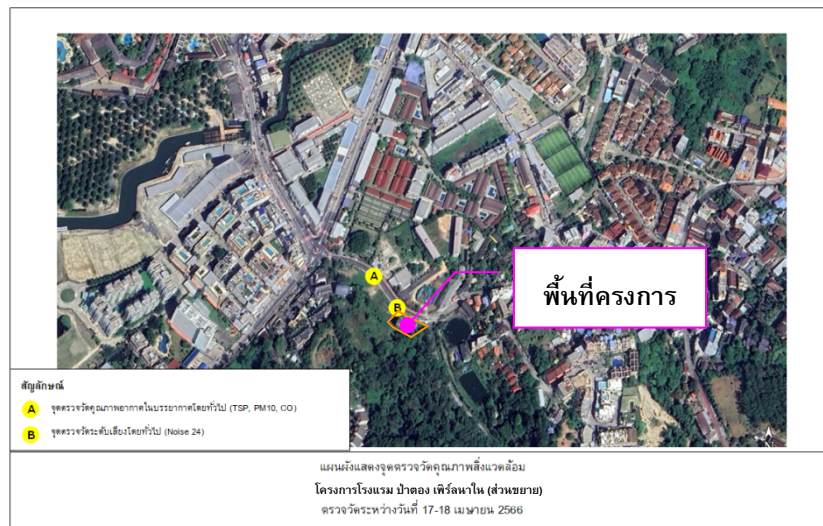 A
B
พื้นที่ครงการ
สัญลักษณ์
A จุดตรวจวัดคุณภาพอากาศในบรรยากาศโดยทั่วไป (TSP, PM10, CO)
B จุดตรวจวัดระดับเสียงโดยทั่วไป (Noise 24)
แผนผังแสดงจุดตรวจวัดคุณภาพสิ่งแวดล้อม
โครงการโรงแรม ป่าตอง เพิร์ลนาใน (ส่วนขยาย)
ตรวจวัดระหว่างวันที่ 17-18 เมษายน 2566